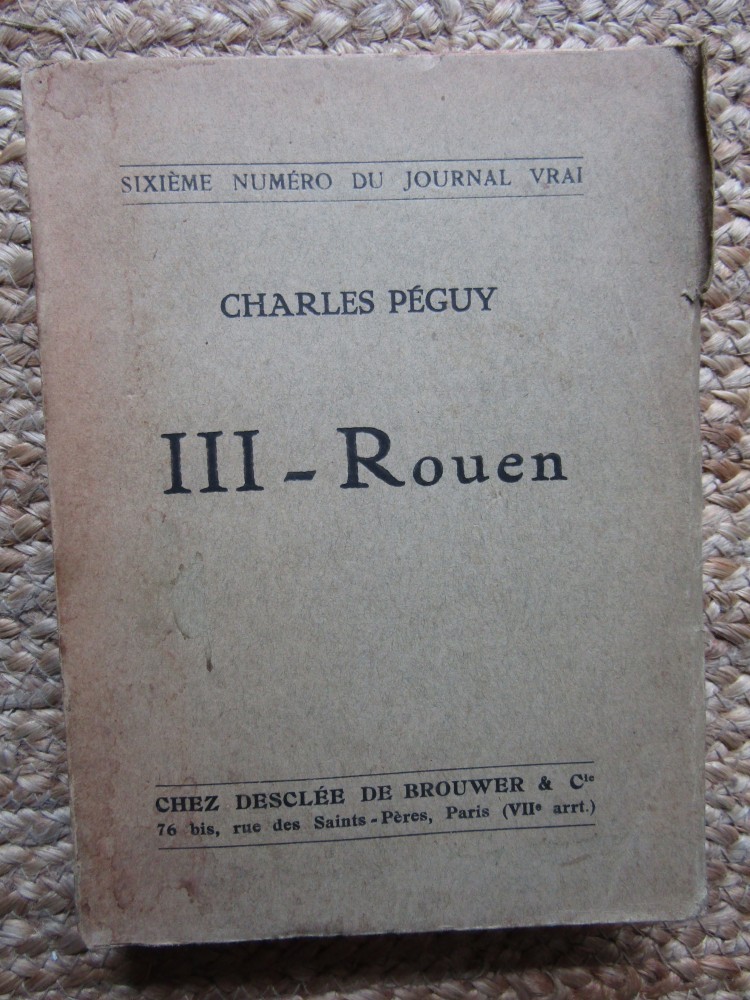 SIXIÈME NUMÉRO DU JOURNAL VRAI
CHARLES PÉGUY
III - Rouen
CHEZ DESCLÉE DE BROUWER & Cie
76 bis, rue des Saints-Pères, Paris (VIIe arrt.)